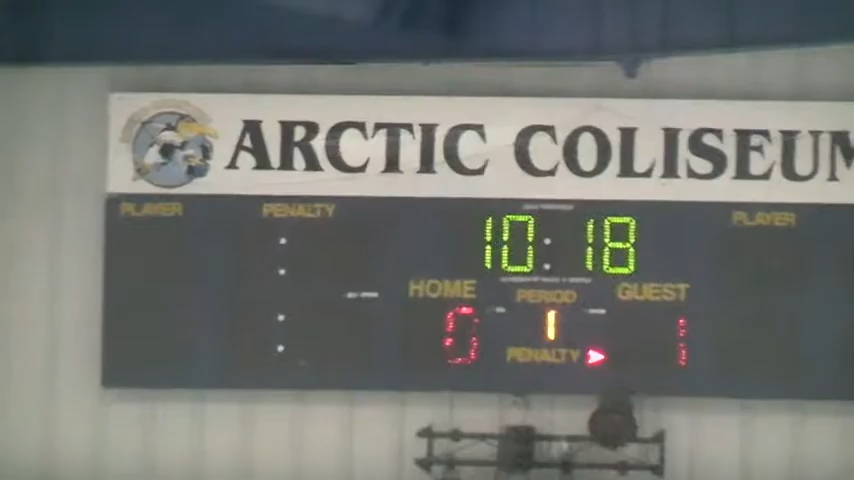 ARCTIC COLISEUM
PLAYER PENALTY 10:18 PLAYER
HOME PERIOD GUEST
0 1 1
PENALTY